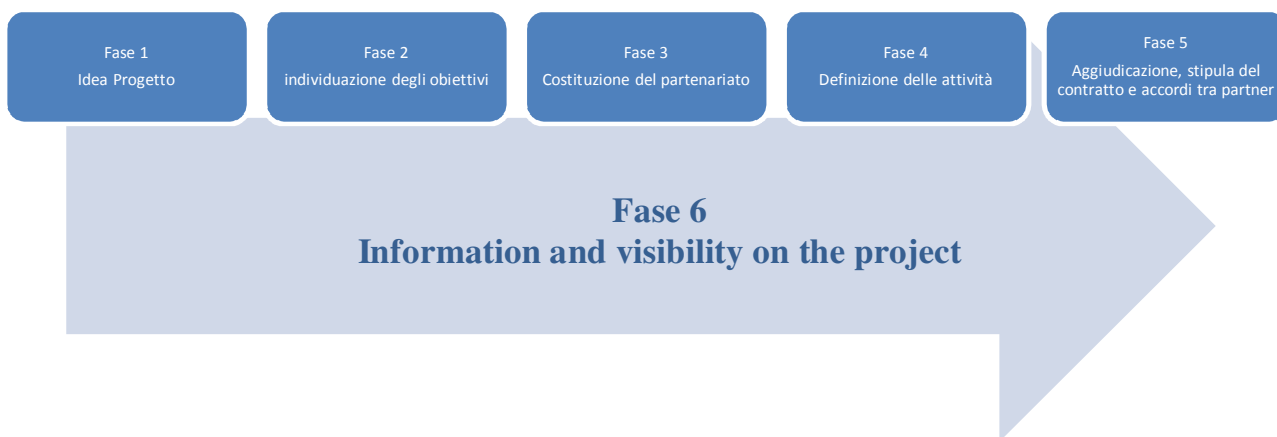 Fase 1
Idea Progetto
Fase 2
individuazione degli obiettivi
Fase 3
Costituzione del partenariato
Fase 4
Definizione delle attività
Fase 5
Aggiudicazione, stipula del
contratto e accordi tra partner
Fase 6
Information and visibility on the project